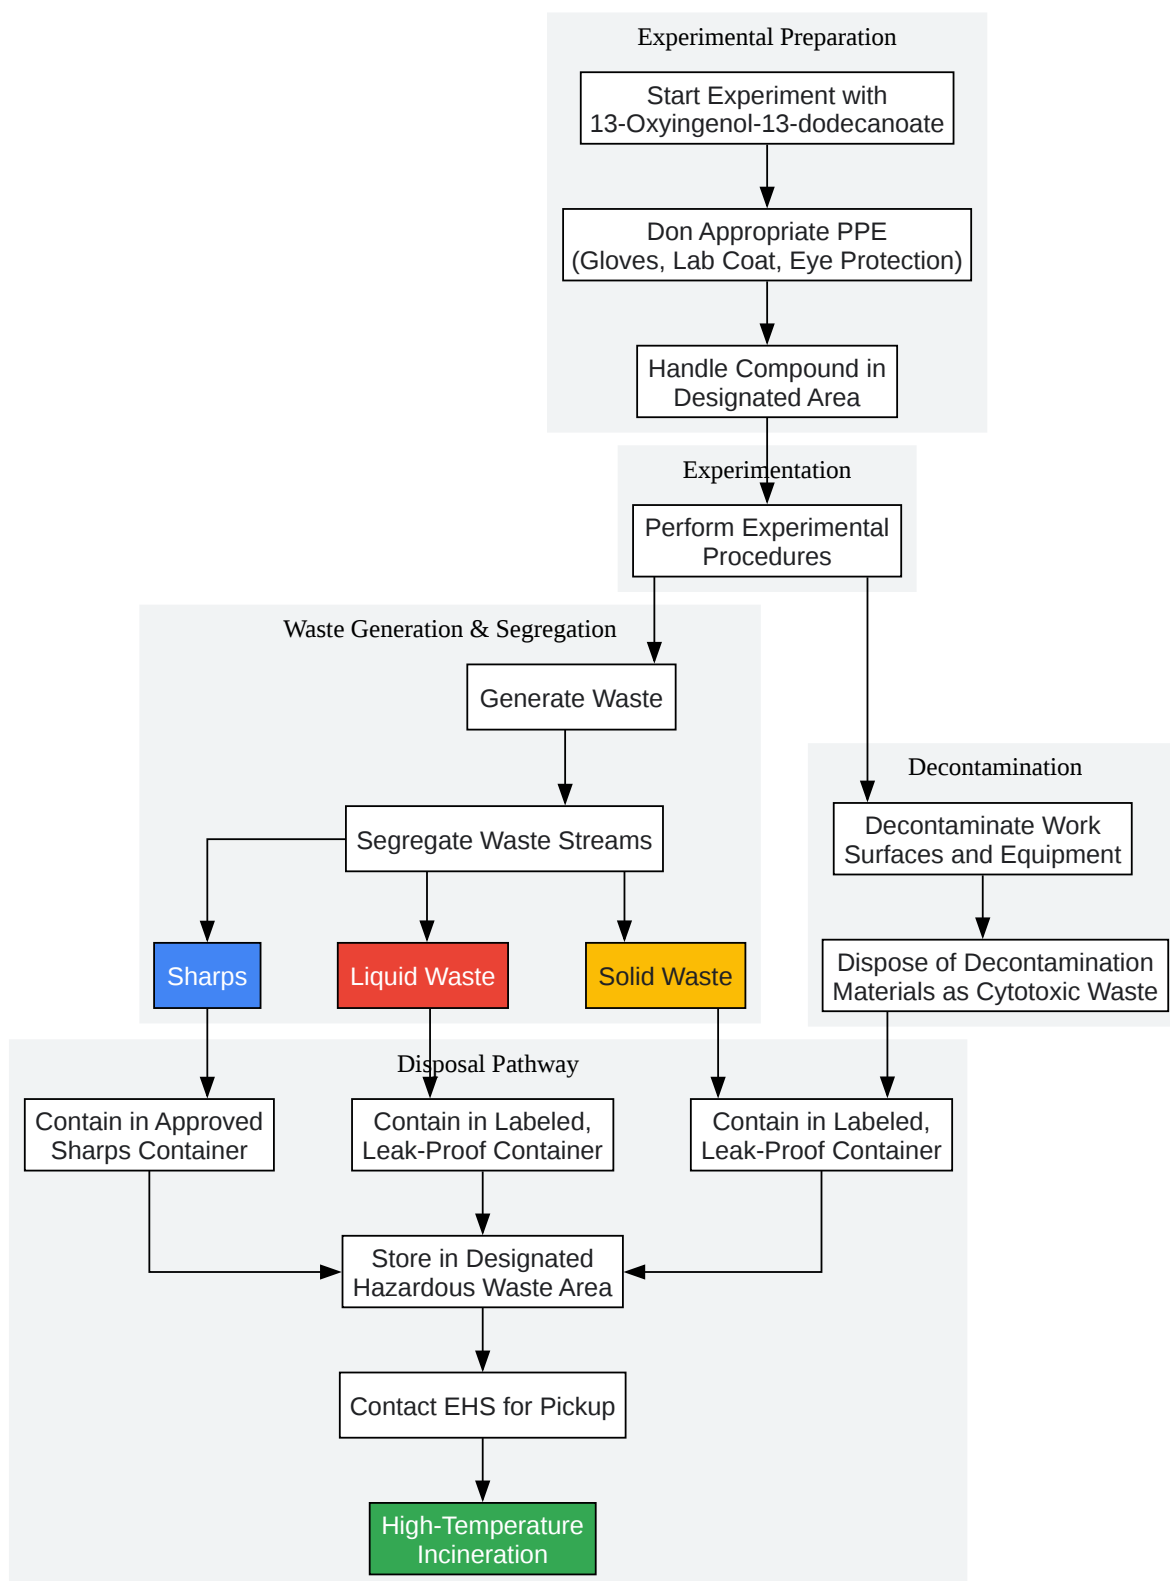 Experimental Preparation
Start Experiment with
13-Oxyingenol-13-dodecanoate
Don Appropriate PPE
(Gloves, Lab Coat, Eye Protection)
Handle Compound in
Designated Area
Experimentation
Perform Experimental
Procedures
Waste Generation & Segregation
Generate Waste
Segregate Waste Streams
Sharps
Liquid Waste
Solid Waste
Decontamination
Decontaminate Work
Surfaces and Equipment
Dispose of Decontamination
Materials as Cytotoxic Waste
Disposal Pathway
Contain in Approved
Sharps Container
Contain in Labeled,
Leak-Proof Container
Contain in Labeled,
Leak-Proof Container
Store in Designated
Hazardous Waste Area
Contact EHS for Pickup
High-Temperature
Incineration